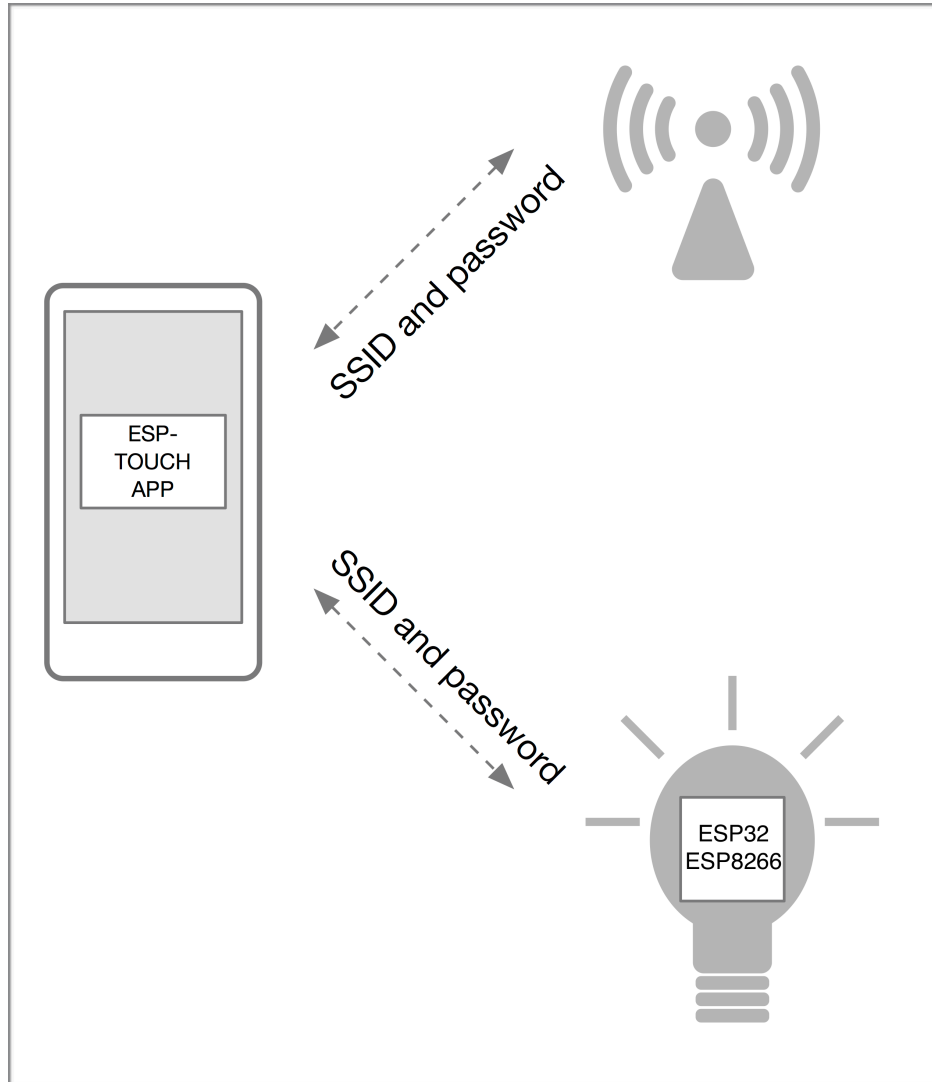 SSID and password
ESP-
TOUCH
APP
SSID and password
ESP32
ESP8266